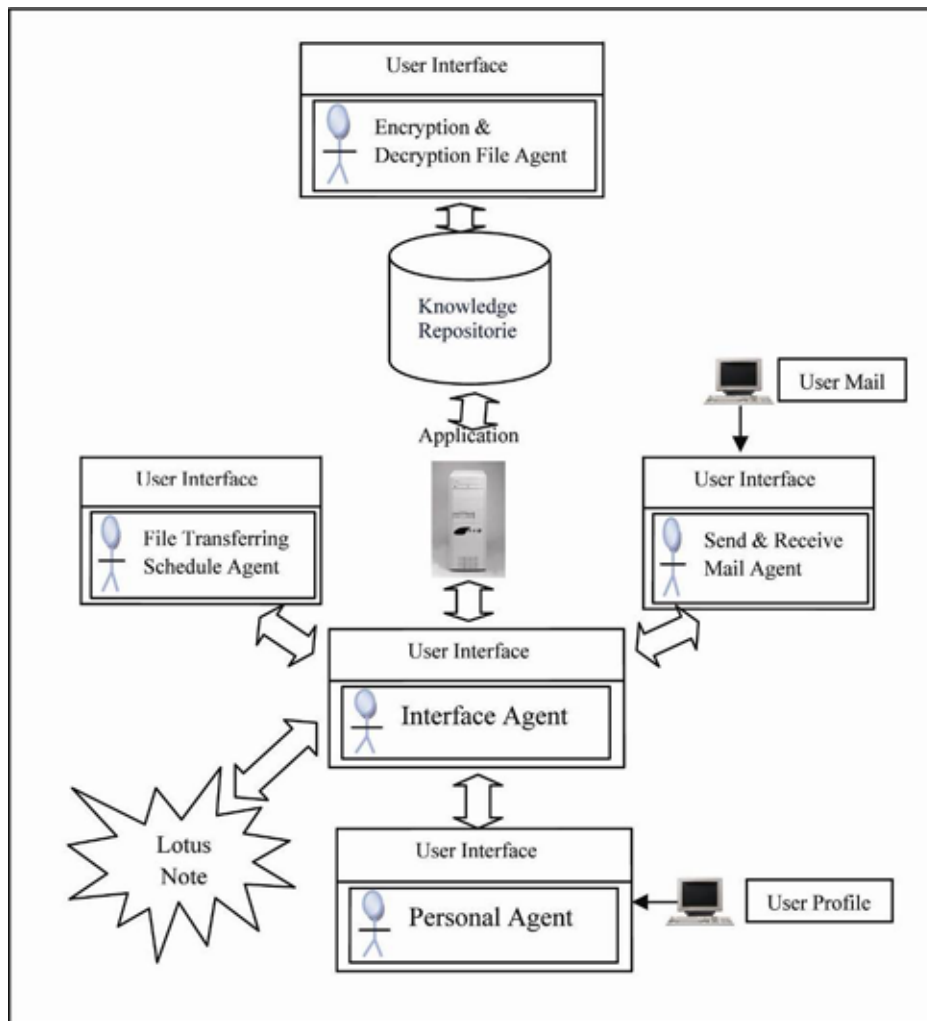 User Interface
Encryption &
Decryption File Agent
Knowledge
Repositorie
User Mail
Application
User Interface
File Transferring
Schedule Agent
User Interface
Send & Receive
Mail Agent
User Interface
Interface Agent
Lotus
Note
User Interface
Personal Agent
User Profile